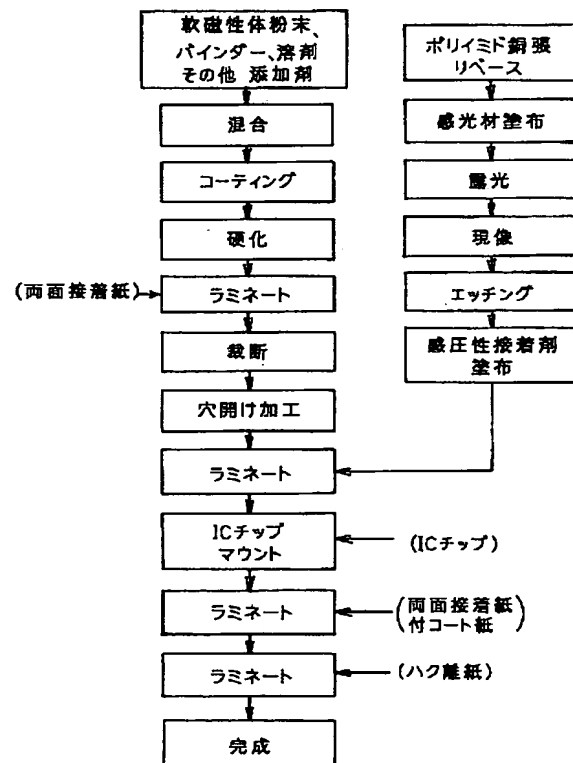 軟磁性体粉末、
バインダー、溶剤
その他 添加剤
混合
コーティング
硬化
(両面接着紙)
ラミネート
裁断
穴開け加工
ラミネート
ICチップ
マウント
(ICチップ)
ラミネート
(両面接着紙
付コート紙)
ラミネート
(ハク離紙)
完成
ポリイミド銅張
リベース
感光材塗布
露光
現像
エッチング
感圧性接着剤
塗布